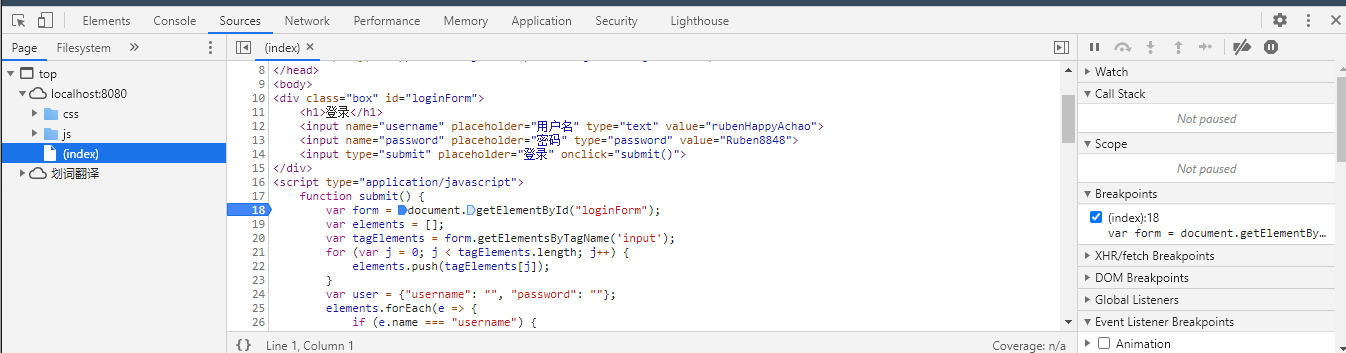 Elements Console Sources Network Performance Memory Application Security Lighthouse
Page Filesystem » (index) ×
top
localhost:8080
css
js
(index)
划词翻译
8 </head>
9 <body>
10 <div class="box" id="loginForm">
11 <h1>登录</h1>
12 <input name="username" placeholder="用户名" type="text" value="rubenHappyAchao">
13 <input name="password" placeholder="密码" type="password" value="Ruben8848">
14 <input type="submit" placeholder="登录" onclick="submit()">
15 </div>
16 <script type="application/javascript">
17 function submit() {
18 var form = document.getElementById("loginForm");
19 var elements = [];
20 var tagElements = form.getElementsByTagName('input');
21 for (var j = 0; j < tagElements.length; j++) {
22 elements.push(tagElements[j]);
23 }
24 var user = {"username": "", "password": ""};
25 elements.forEach(e => {
26 if (e.name === "username") {
{} Line 1, Column 1 Coverage: n/a
Watch
Call Stack
Not paused
Scope
Not paused
Breakpoints
(index):18
var form = document.getElementBy…
XHR/fetch Breakpoints
DOM Breakpoints
Global Listeners
Event Listener Breakpoints
Animation